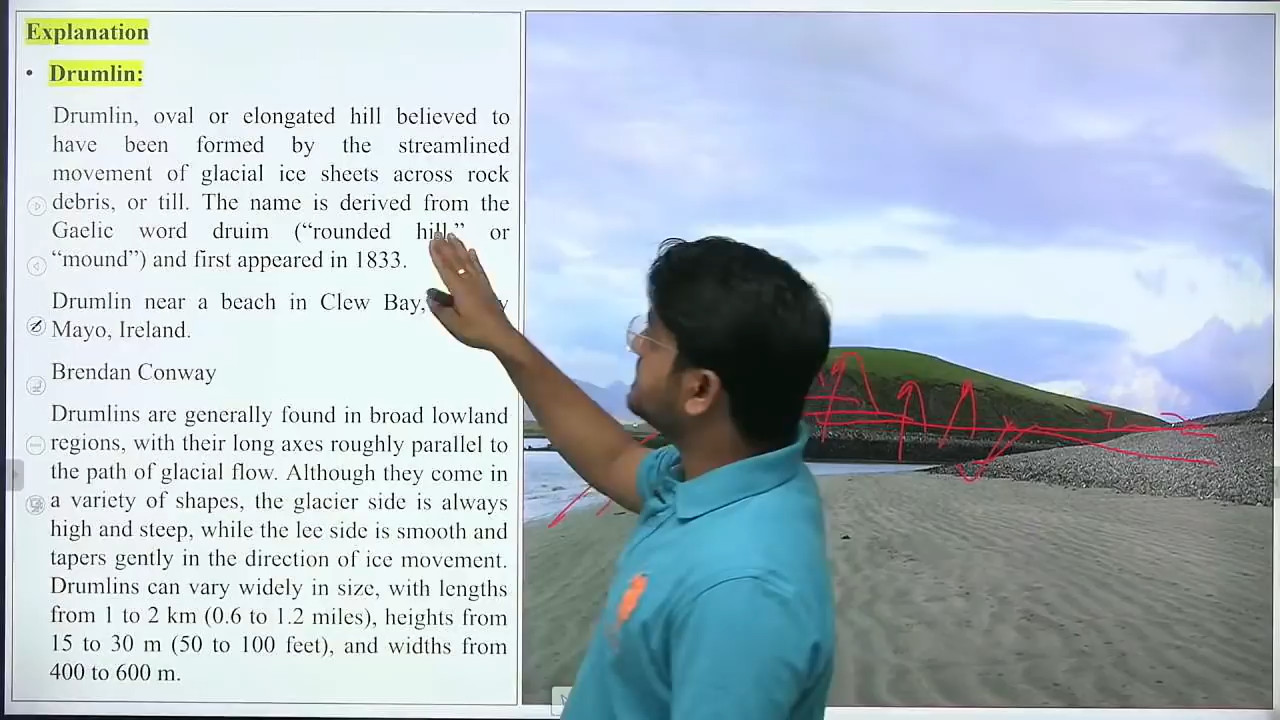 Explanation
• Drumlin:
Drumlin, oval or elongated hill believed to
have been formed by the streamlined
movement of glacial ice sheets across rock
debris, or till. The name is derived from the
Gaelic word druim (“rounded hill,” or
“mound”) and first appeared in 1833.
Drumlin near a beach in Clew Bay,
Mayo, Ireland.
Brendan Conway
Drumlins are generally found in broad lowland
regions, with their long axes roughly parallel to
the path of glacial flow. Although they come in
a variety of shapes, the glacier side is always
high and steep, while the lee side is smooth and
tapers gently in the direction of ice movement.
Drumlins can vary widely in size, with lengths
from 1 to 2 km (0.6 to 1.2 miles), heights from
15 to 30 m (50 to 100 feet), and widths from
400 to 600 m.